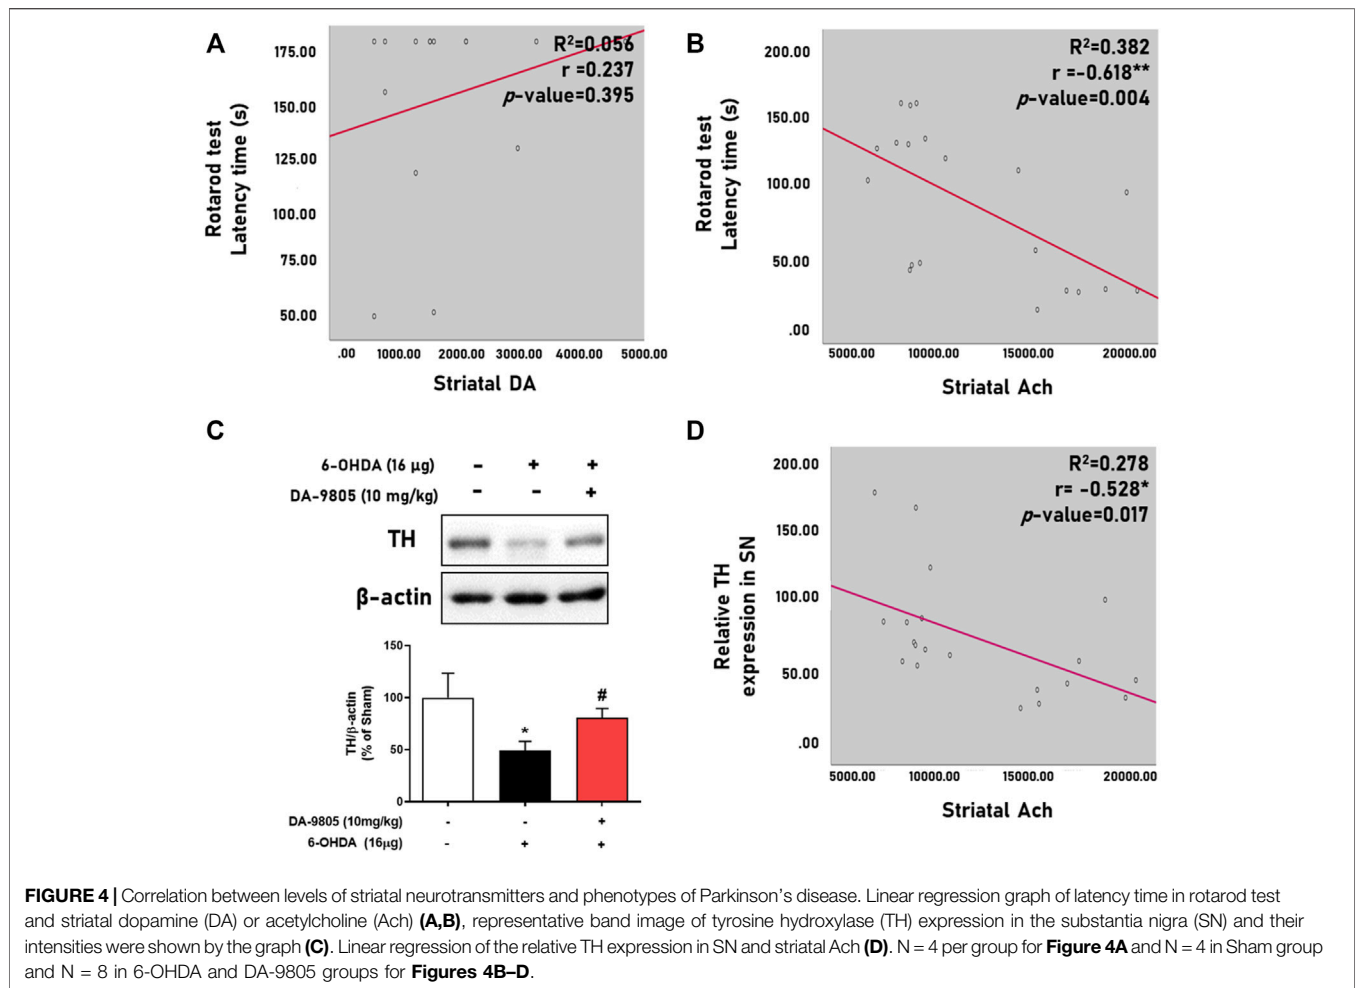 A
R²=0.056
r =0.237
p-value=0.395
Rotarod test
Latency time (s)
175.00
150.00
125.00
100.00
75.00
50.00
.00 1000.00 2000.00 3000.00 4000.00 5000.00
Striatal DA
B
R²=0.382
r =-0.618**
p-value=0.004
Rotarod test
Latency time (s)
200.00
150.00
100.00
50.00
.00
5000.00 10000.00 15000.00 20000.00
Striatal Ach
C
6-OHDA (16 µg) - + +
DA-9805 (10 mg/kg) - - +
TH
β-actin
TH/β-actin
(% of Sham)
150
100
50
0
*
#
DA-9805 (10mg/kg) - - +
6-OHDA (16µg) - + +
D
R²=0.278
r= -0.528*
p-value=0.017
Relative TH
expression in SN
200.00
150.00
100.00
50.00
.00
5000.00 10000.00 15000.00 20000.00
Striatal Ach
FIGURE 4 | Correlation between levels of striatal neurotransmitters and phenotypes of Parkinson's disease. Linear regression graph of latency time in rotarod test
and striatal dopamine (DA) or acetylcholine (Ach) (A,B), representative band image of tyrosine hydroxylase (TH) expression in the substantia nigra (SN) and their
intensities were shown by the graph (C). Linear regression of the relative TH expression in SN and striatal Ach (D). N = 4 per group for Figure 4A and N = 4 in Sham group
and N = 8 in 6-OHDA and DA-9805 groups for Figures 4B–D.